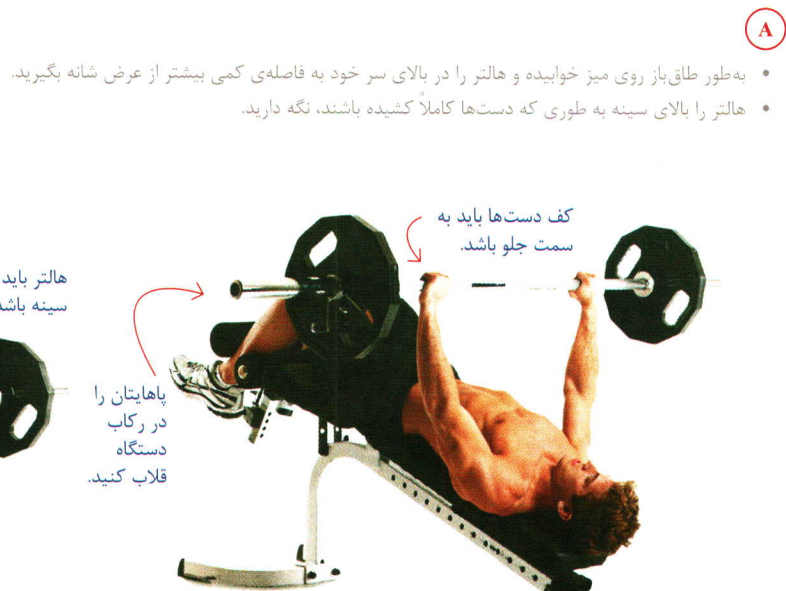 A
• به‌طور طاق‌باز روی میز خوابیده و هالتر را در بالای سر خود به فاصله‌ی کمی بیشتر از عرض شانه بگیرید.
• هالتر را بالای سینه به طوری که دست‌ها کاملاً کشیده باشند، نگه دارید.
کف دست‌ها باید به
سمت جلو باشد.
هالتر باید
سینه باشد
پاهایتان را
در رکاب
دستگاه
قلاب کنید.